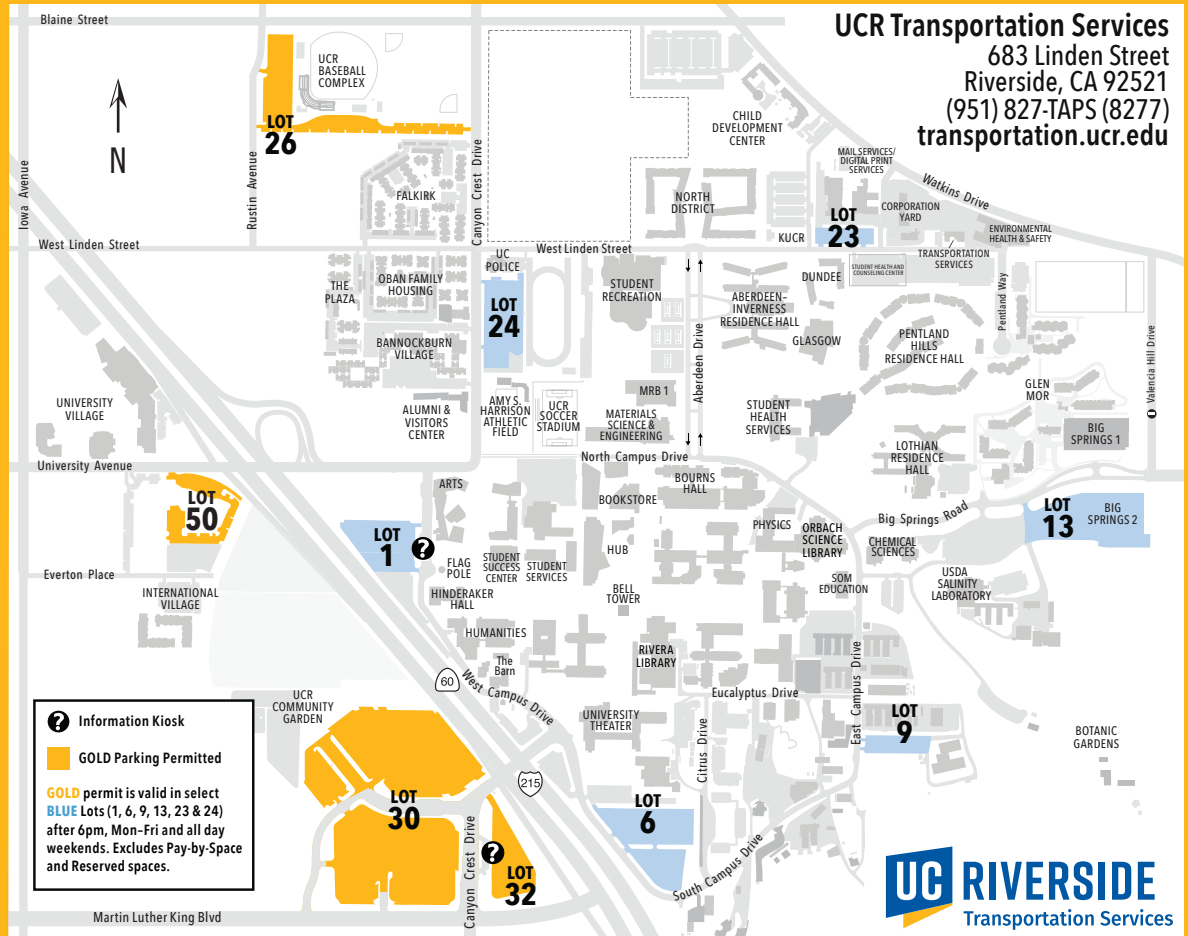 Blaine Street
UCR Transportation Services
683 Linden Street
Riverside, CA 92521
(951) 827-TAPS (8277)
transportation.ucr.edu
UCR
BASEBALL
COMPLEX
N
LOT
26
CHILD
DEVELOPMENT
CENTER
MAIL SERVICES/
DIGITAL PRINT
SERVICES
Watkins Drive
Iowa Avenue
Rustin Avenue
Canyon Crest Drive
FALKIRK
NORTH
DISTRICT
LOT
23
CORPORATION
YARD
KUCR
ENVIRONMENTAL
HEALTH & SAFETY
West Linden Street
West Linden Street
TRANSPORTATION
SERVICES
UC
POLICE
STUDENT HEALTH AND
COUNSELING CENTER
DUNDEE
THE
PLAZA
OBAN FAMILY
HOUSING
STUDENT
RECREATION
ABERDEEN-
INVERNESS
RESIDENCE HALL
Pentland Way
LOT
24
BANNOCKBURN
VILLAGE
GLASGOW
PENTLAND
HILLS
RESIDENCE HALL
Aberdeen Drive
Valencia Hill Drive
MRB 1
GLEN
MOR
UNIVERSITY
VILLAGE
ALUMNI &
VISITORS
CENTER
AMY S.
HARRISON
ATHLETIC
FIELD
UCR
SOCCER
STADIUM
MATERIALS
SCIENCE &
ENGINEERING
STUDENT
HEALTH
SERVICES
BIG
SPRINGS 1
LOTHIAN
RESIDENCE
HALL
University Avenue
North Campus Drive
ARTS
BOURNS
HALL
BOOKSTORE
LOT
50
LOT
1
?
PHYSICS
ORBACH
SCIENCE
LIBRARY
Big Springs Road
LOT
13
BIG
SPRINGS 2
CHEMICAL
SCIENCES
HUB
FLAG
POLE
STUDENT
SUCCESS
CENTER
STUDENT
SERVICES
Everton Place
INTERNATIONAL
VILLAGE
HINDERAKER
HALL
BELL
TOWER
SOM
EDUCATION
USDA
SALINITY
LABORATORY
HUMANITIES
The
Barn
RIVERA
LIBRARY
60
West Campus Drive
Eucalyptus Drive
East Campus Drive
UCR
COMMUNITY
GARDEN
UNIVERSITY
THEATER
LOT
9
BOTANIC
GARDENS
Citrus Drive
? Information Kiosk
GOLD Parking Permitted
GOLD permit is valid in select
BLUE Lots (1, 6, 9, 13, 23 & 24)
after 6pm, Mon-Fri and all day
weekends. Excludes Pay-by-Space
and Reserved spaces.
215
LOT
30
LOT
6
Canyon Crest Drive
?
LOT
32
South Campus Drive
Martin Luther King Blvd
UC RIVERSIDE
Transportation Services